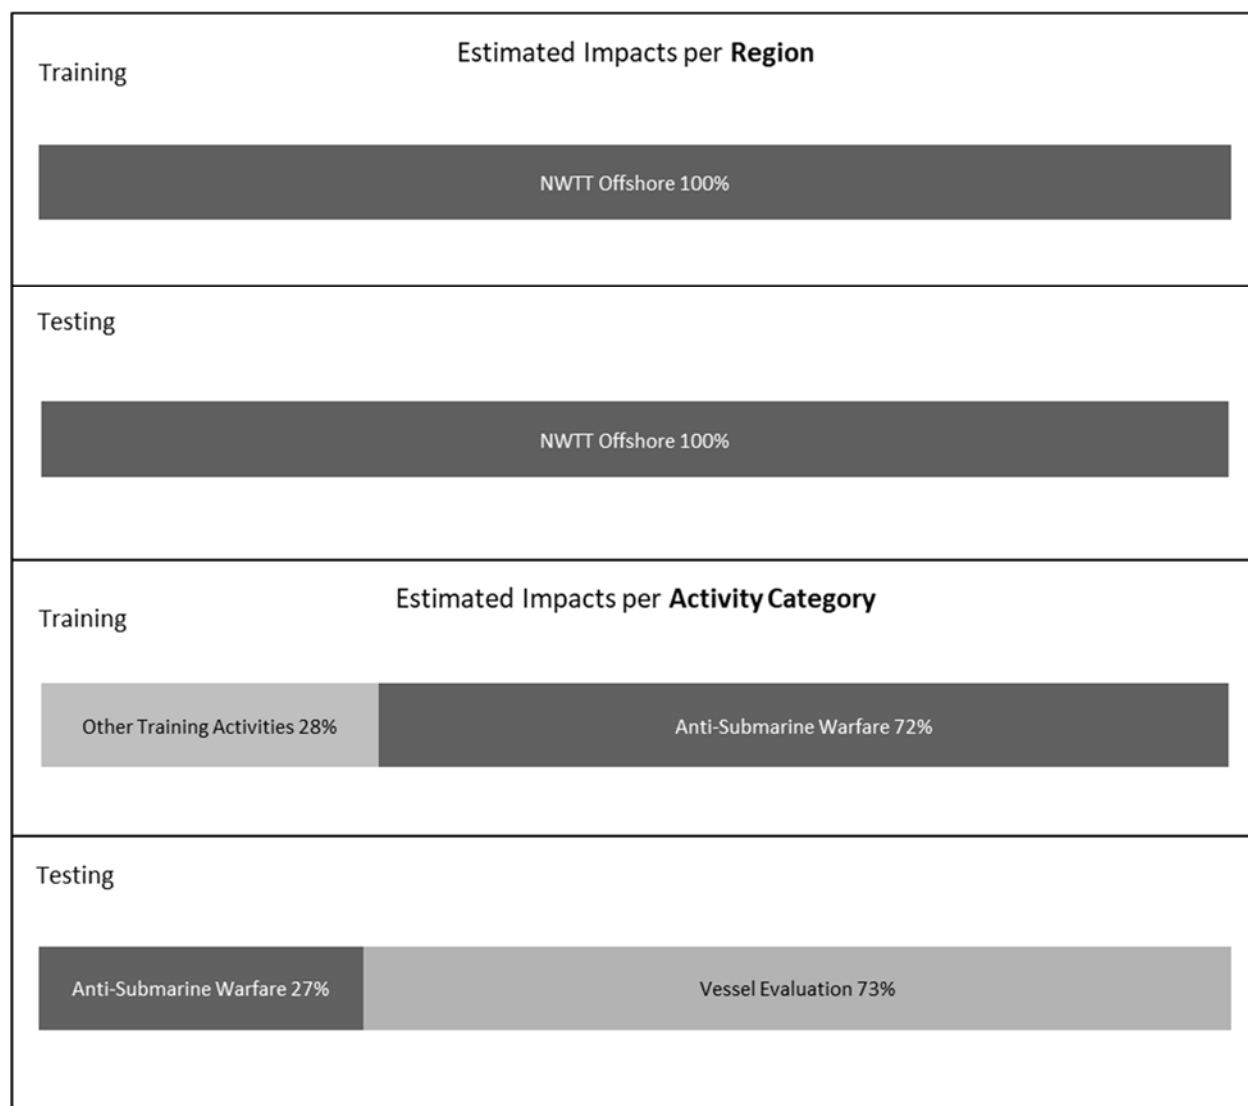 Estimated Impacts per Region
Training
NWTT Offshore 100%
Testing
NWTT Offshore 100%
Estimated Impacts per Activity Category
Training
Other Training Activities 28%
Anti-Submarine Warfare 72%
Testing
Anti-Submarine Warfare 27%
Vessel Evaluation 73%